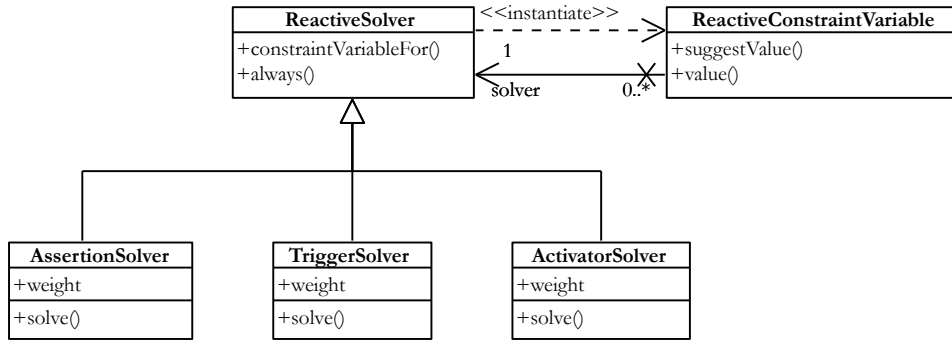 ReactiveSolver
+constraintVariableFor()
+always()
<<instantiate>>
1
solver
0..*
ReactiveConstraintVariable
+suggestValue()
+value()
AssertionSolver
+weight
+solve()
TriggerSolver
+weight
+solve()
ActivatorSolver
+weight
+solve()